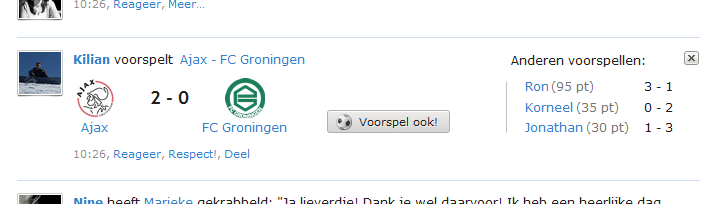 10:26, Reageer, Meer...
Kilian voorspelt Ajax - FC Groningen
Anderen voorspellen:
AJAX
2 - 0
FC GRONINGEN
Ajax
FC Groningen
Voorspel ook!
Ron (95 pt) 3 - 1
Korneel (35 pt) 0 - 2
Jonathan (30 pt) 1 - 3
10:26, Reageer, Respect!, Deel
Nine heeft Marieke gekrabbeld: "Ja lieverdje! Dank je wel daarvoor! Ik heb een heerlijke dag